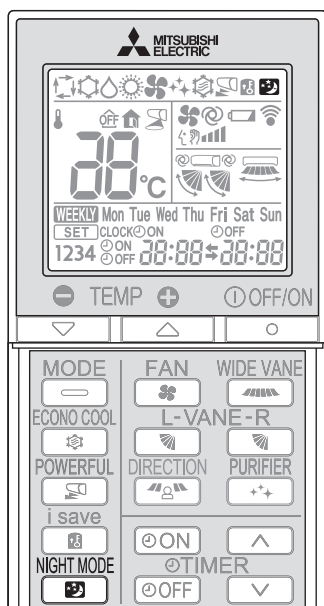 MITSUBISHI
ELECTRIC
OFF
88°C
WEEKLY Mon Tue Wed Thu Fri Sat Sun
SET CLOCK ON OFF
1234 ON OFF 88:88 88:88
TEMP OFF/ON
MODE FAN WIDE VANE
ECONO COOL L-VANE-R
POWERFUL DIRECTION PURIFIER
i save
ON
NIGHT MODE TIMER
OFF